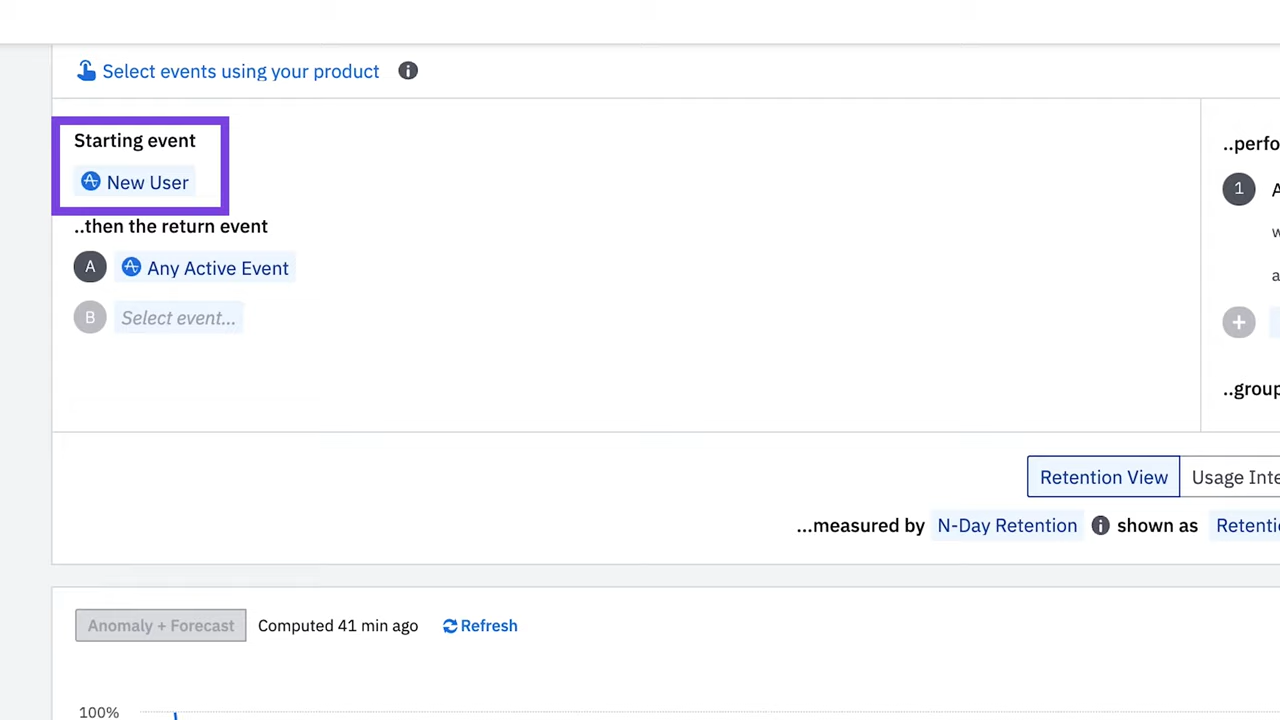 Select events using your product
Starting event
New User
..then the return event
A Any Active Event
B Select event...
..perfo
1 A
w
a
+
..group
Retention View Usage Inte
...measured by N-Day Retention shown as Retenti
Anomaly + Forecast Computed 41 min ago Refresh
100%